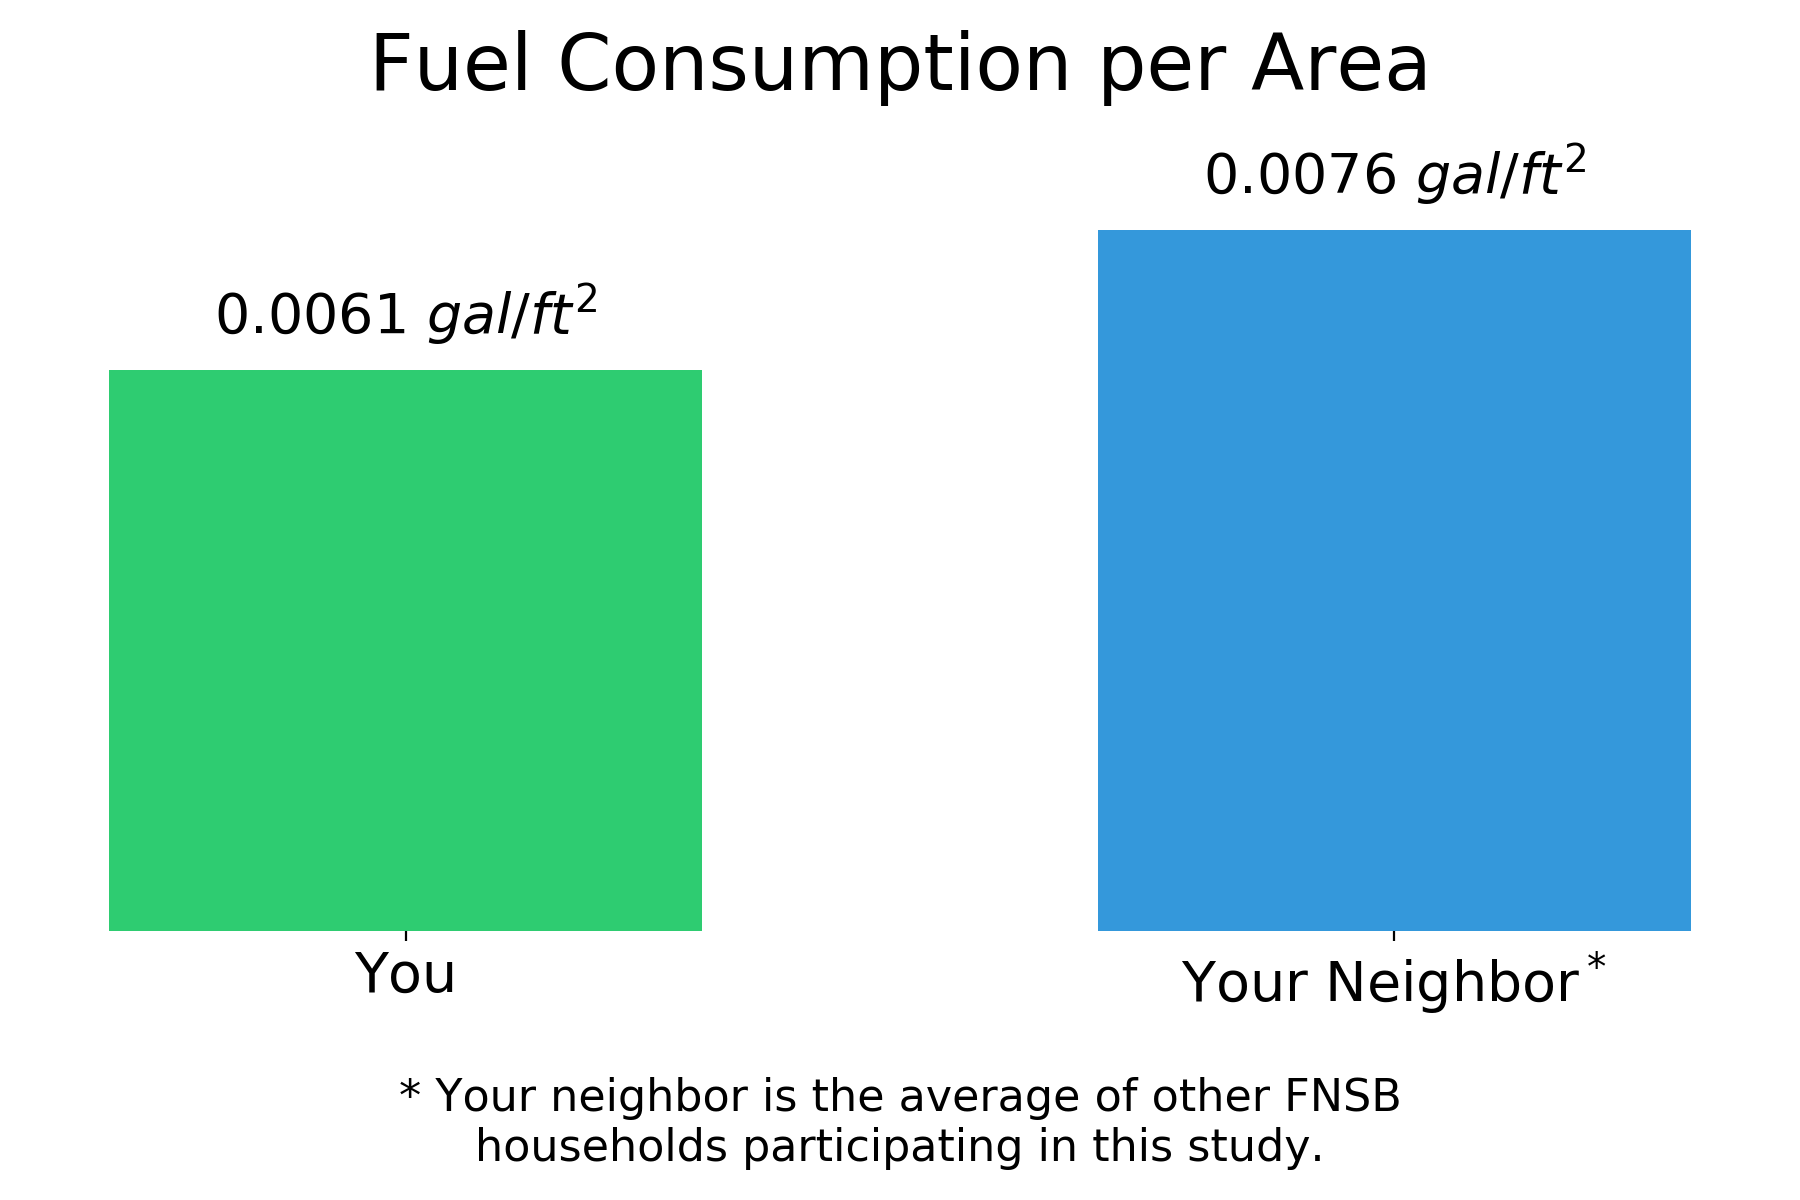 Fuel Consumption per Area
0.0076 gal/ft²
0.0061 gal/ft²
You
Your Neighbor*
* Your neighbor is the average of other FNSB
households participating in this study.